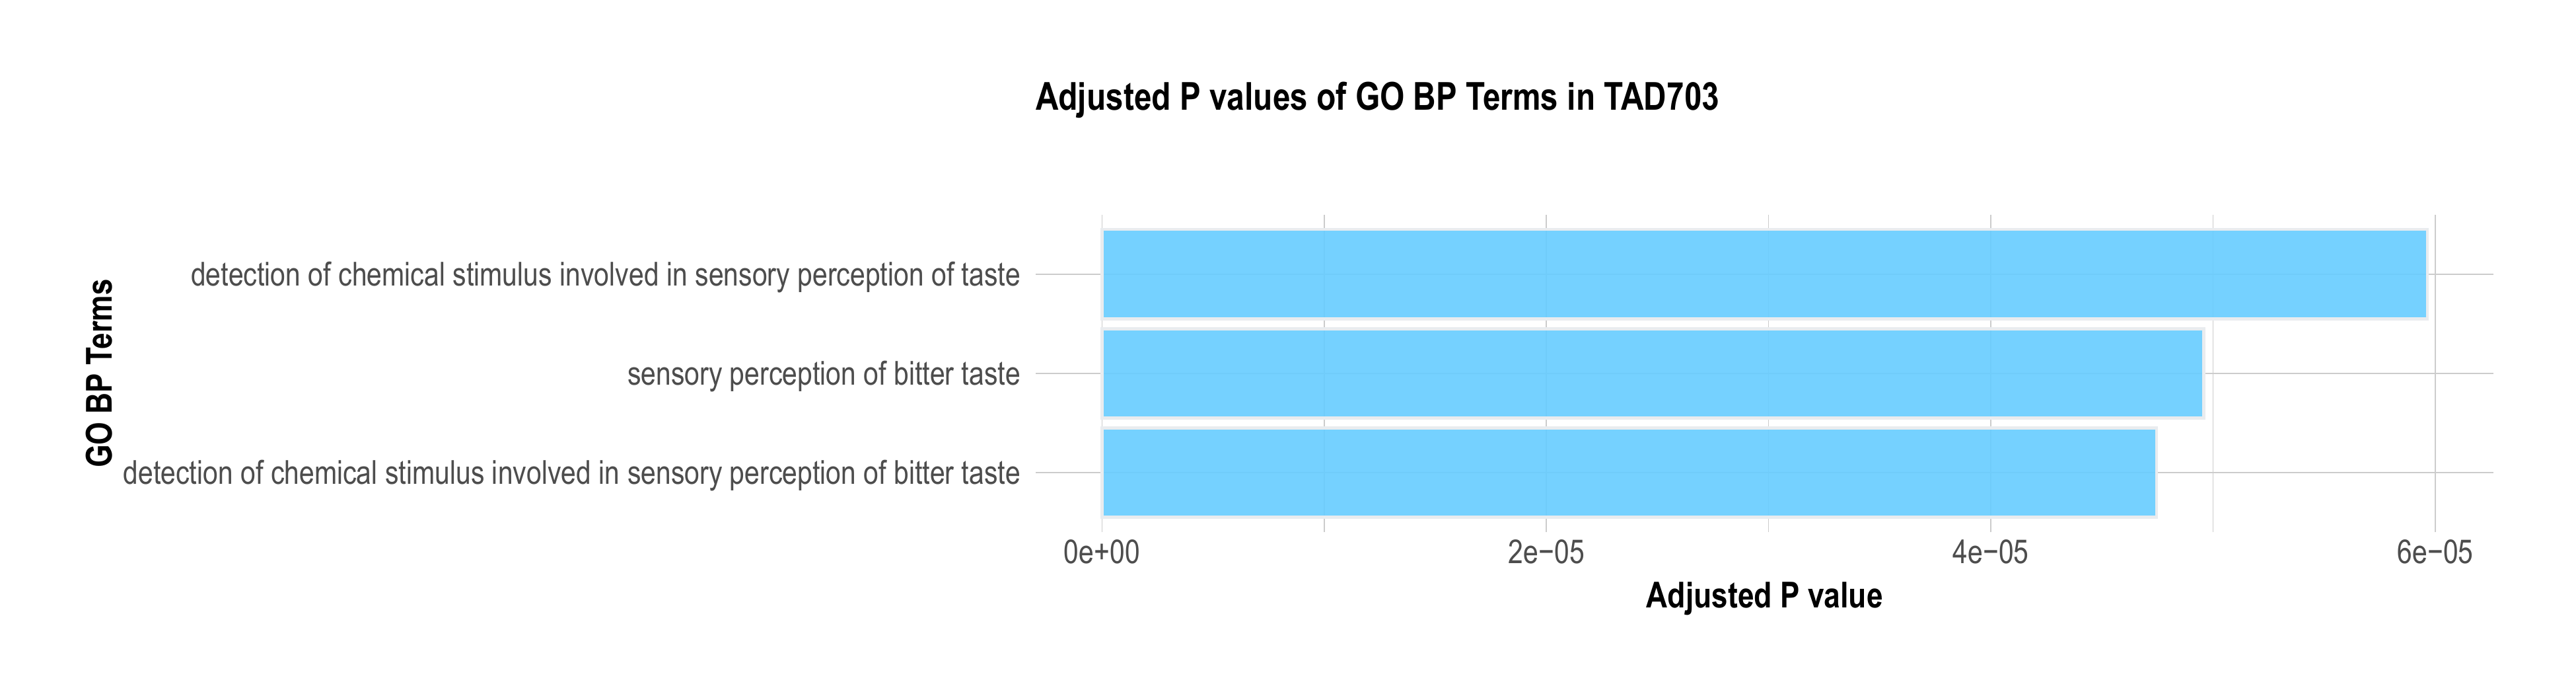 Adjusted P values of GO BP Terms in TAD703
GO BP Terms
detection of chemical stimulus involved in sensory perception of taste
sensory perception of bitter taste
detection of chemical stimulus involved in sensory perception of bitter taste
0e+00 2e−05 4e−05 6e−05
Adjusted P value